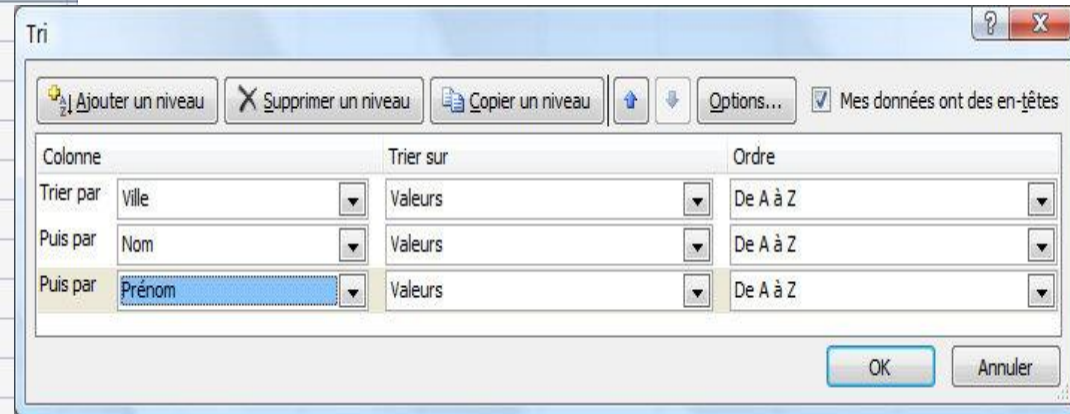 Tri
Ajouter un niveau Supprimer un niveau Copier un niveau Options... Mes données ont des en-têtes
Colonne Trier sur Ordre
Trier par Ville Valeurs De A à Z
Puis par Nom Valeurs De A à Z
Puis par Prénom Valeurs De A à Z
OK Annuler